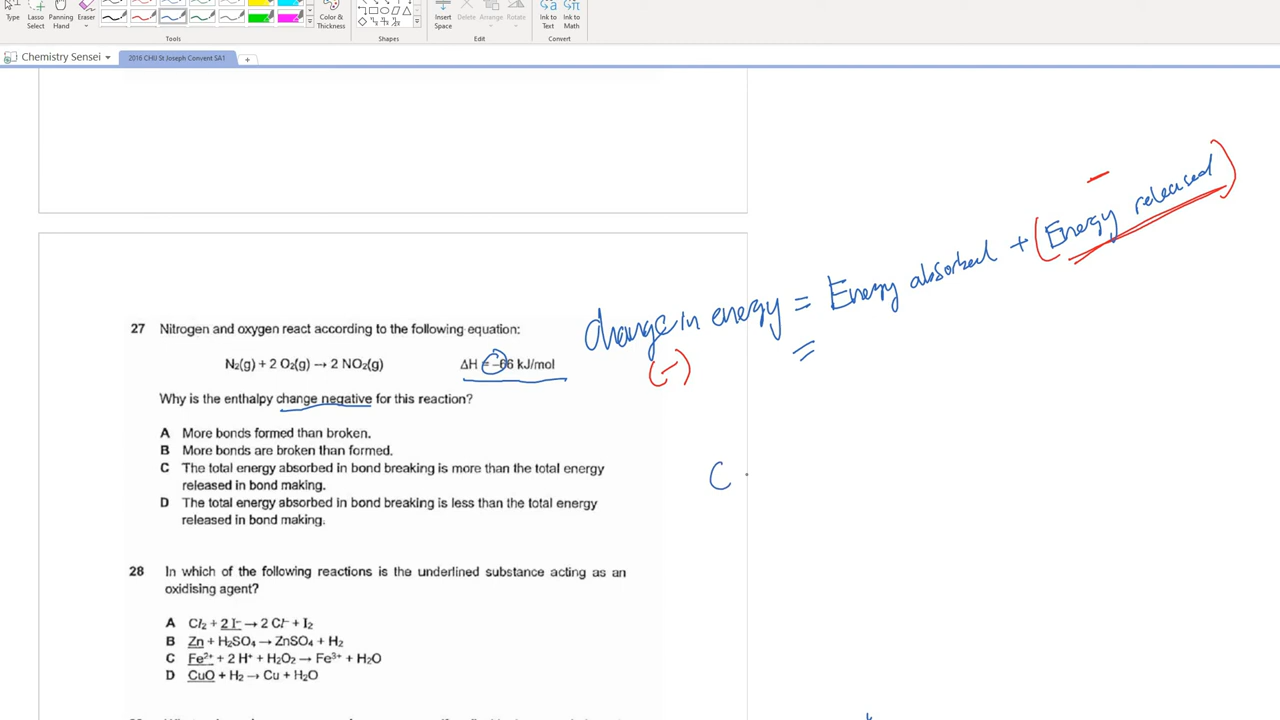 Type
Lasso
Select
Panning
Hand
Eraser
Color &
Thickness
Insert
Space
Delete
Arrange
Rotate
Ink to
Text
Ink to
Math
Tools
Shapes
Edit
Convert
Chemistry Sensei
2016 CHIJ St Joseph Convent SA1
Change in energy = Energy absorbed + (Energy released)
−
=
(−)
27 Nitrogen and oxygen react according to the following equation:
N₂(g) + 2 O₂(g) → 2 NO₂(g) ΔH = −66 kJ/mol
Why is the enthalpy change negative for this reaction?
A More bonds formed than broken.
B More bonds are broken than formed.
C The total energy absorbed in bond breaking is more than the total energy
released in bond making.
D The total energy absorbed in bond breaking is less than the total energy
released in bond making.
C
28 In which of the following reactions is the underlined substance acting as an
oxidising agent?
A Cl₂ + 2 I⁻ → 2 Cl⁻ + I₂
B Zn + H₂SO₄ → ZnSO₄ + H₂
C Fe²⁺ + 2 H⁺ + H₂O₂ → Fe³⁺ + H₂O
D CuO + H₂ → Cu + H₂O